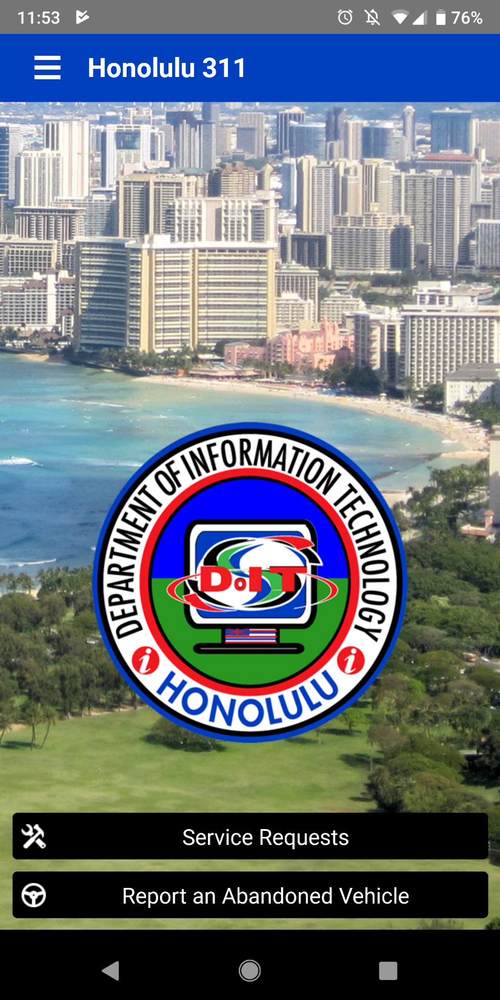 11:53
76%
Honolulu 311
DEPARTMENT OF INFORMATION TECHNOLOGY
DoIT
i i
HONOLULU
Service Requests
Report an Abandoned Vehicle